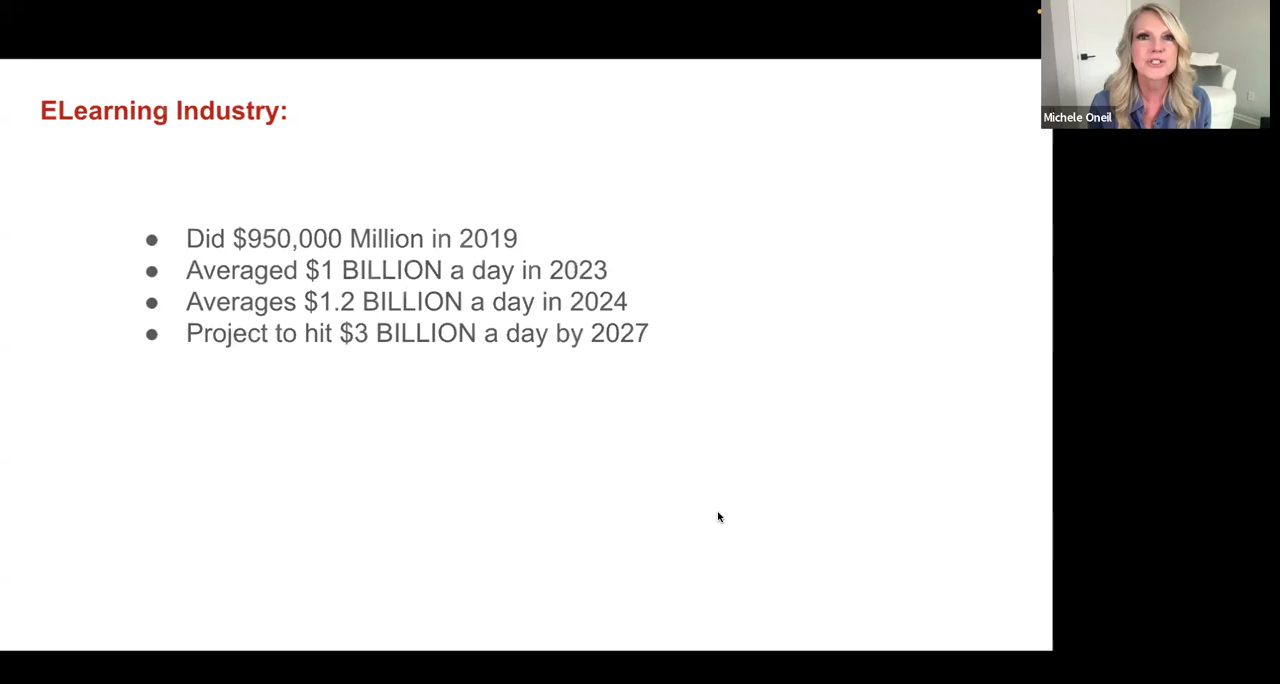 ELearning Industry:
● Did $950,000 Million in 2019
● Averaged $1 BILLION a day in 2023
● Averages $1.2 BILLION a day in 2024
● Project to hit $3 BILLION a day by 2027
Michele Oneil